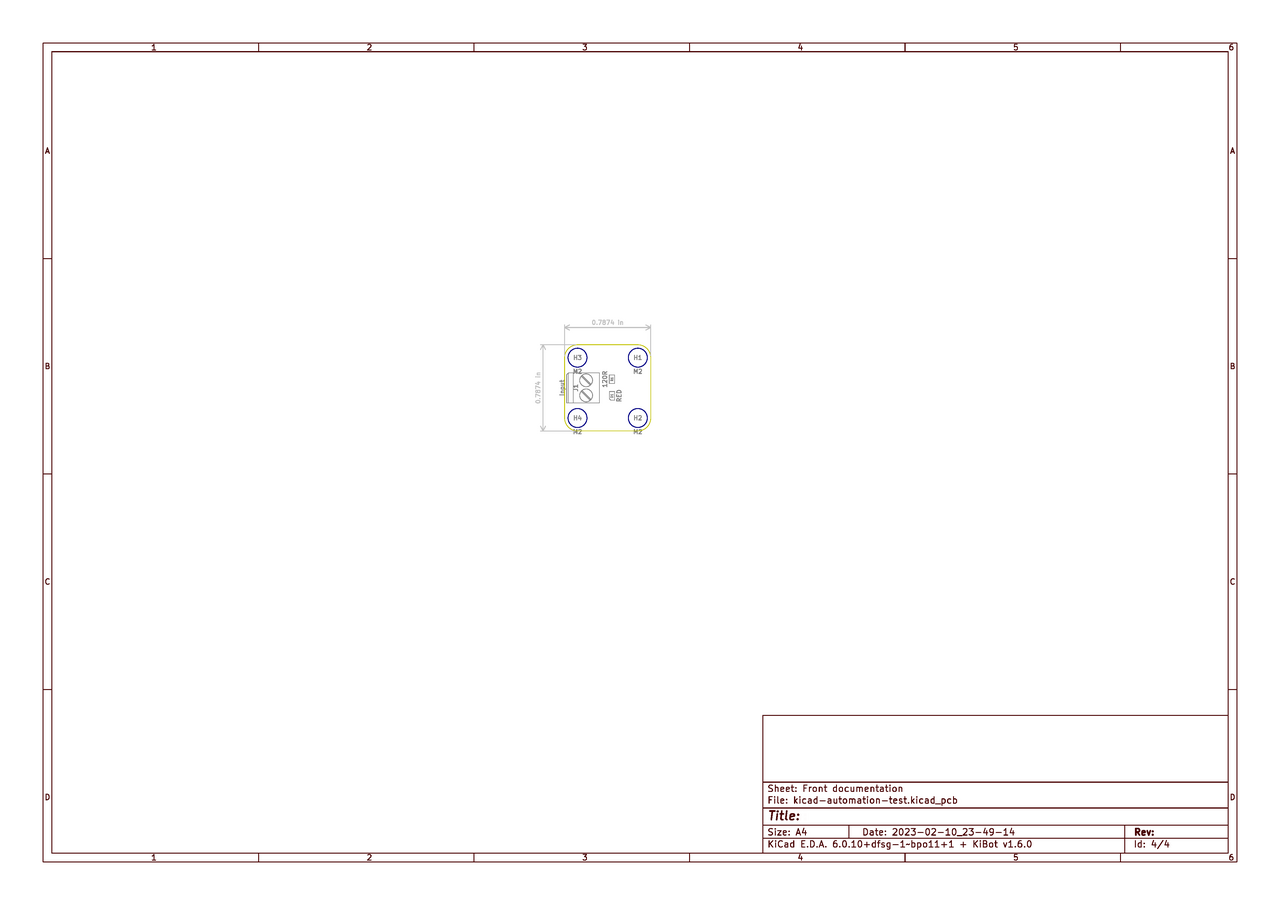 1 2 3 4 5 6
A A
0.7874 in
H3 H1
B B
M2 M2
0.7874 in
Input
J1
120R
RED
H4 H2
M2 M2
C C
Sheet: Front documentation
D D
File: kicad-automation-test.kicad_pcb
Title:
Size: A4 Date: 2023-02-10_23-49-14 Rev:
KiCad E.D.A. 6.0.10+dfsg-1~bpo11+1 + KiBot v1.6.0 Id: 4/4
1 2 3 4 5 6